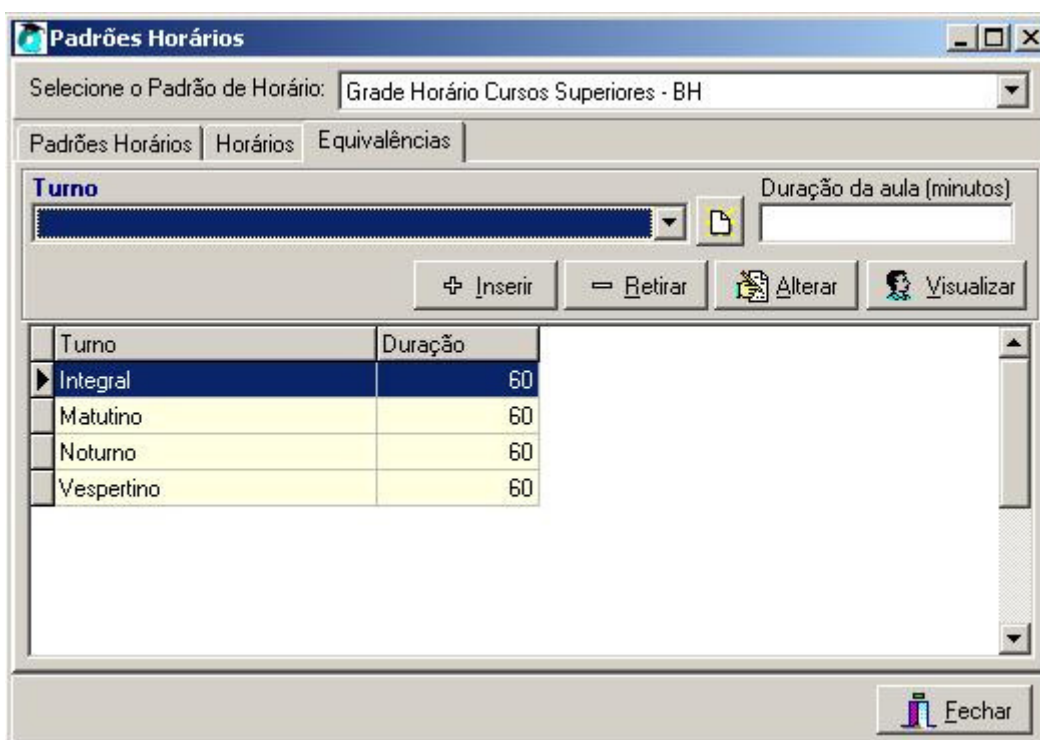 Padrões Horários
Selecione o Padrão de Horário: Grade Horário Cursos Superiores - BH
Padrões Horários Horários Equivalências
Turno Duração da aula (minutos)
Inserir Retirar Alterar Visualizar
Turno Duração
Integral 60
Matutino 60
Noturno 60
Vespertino 60
Fechar